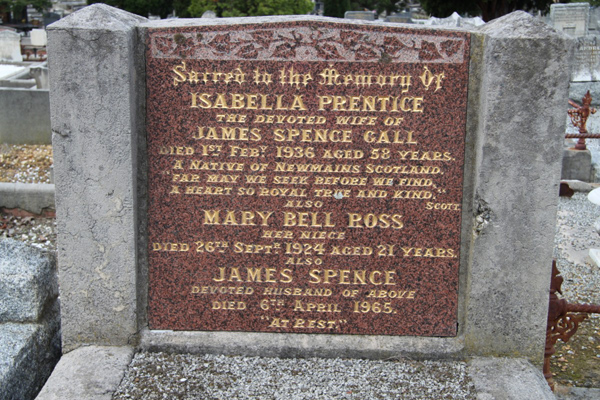 Sacred to the Memory Of
ISABELLA PRENTICE
THE DEVOTED WIFE OF
JAMES SPENCE GALL
DIED 1ST FEBY. 1936 AGED 58 YEARS.
A NATIVE OF NEWMAINS SCOTLAND.
"FAR MAY WE SEEK BEFORE WE FIND,
A HEART SO ROYAL TRUE AND KIND."
ALSO SCOTT.
MARY BELL ROSS
HER NIECE
DIED 26TH SEPTR 1924 AGED 21 YEARS.
ALSO
JAMES SPENCE
DEVOTED HUSBAND OF ABOVE
DIED 6TH APRIL 1965.
"AT REST."